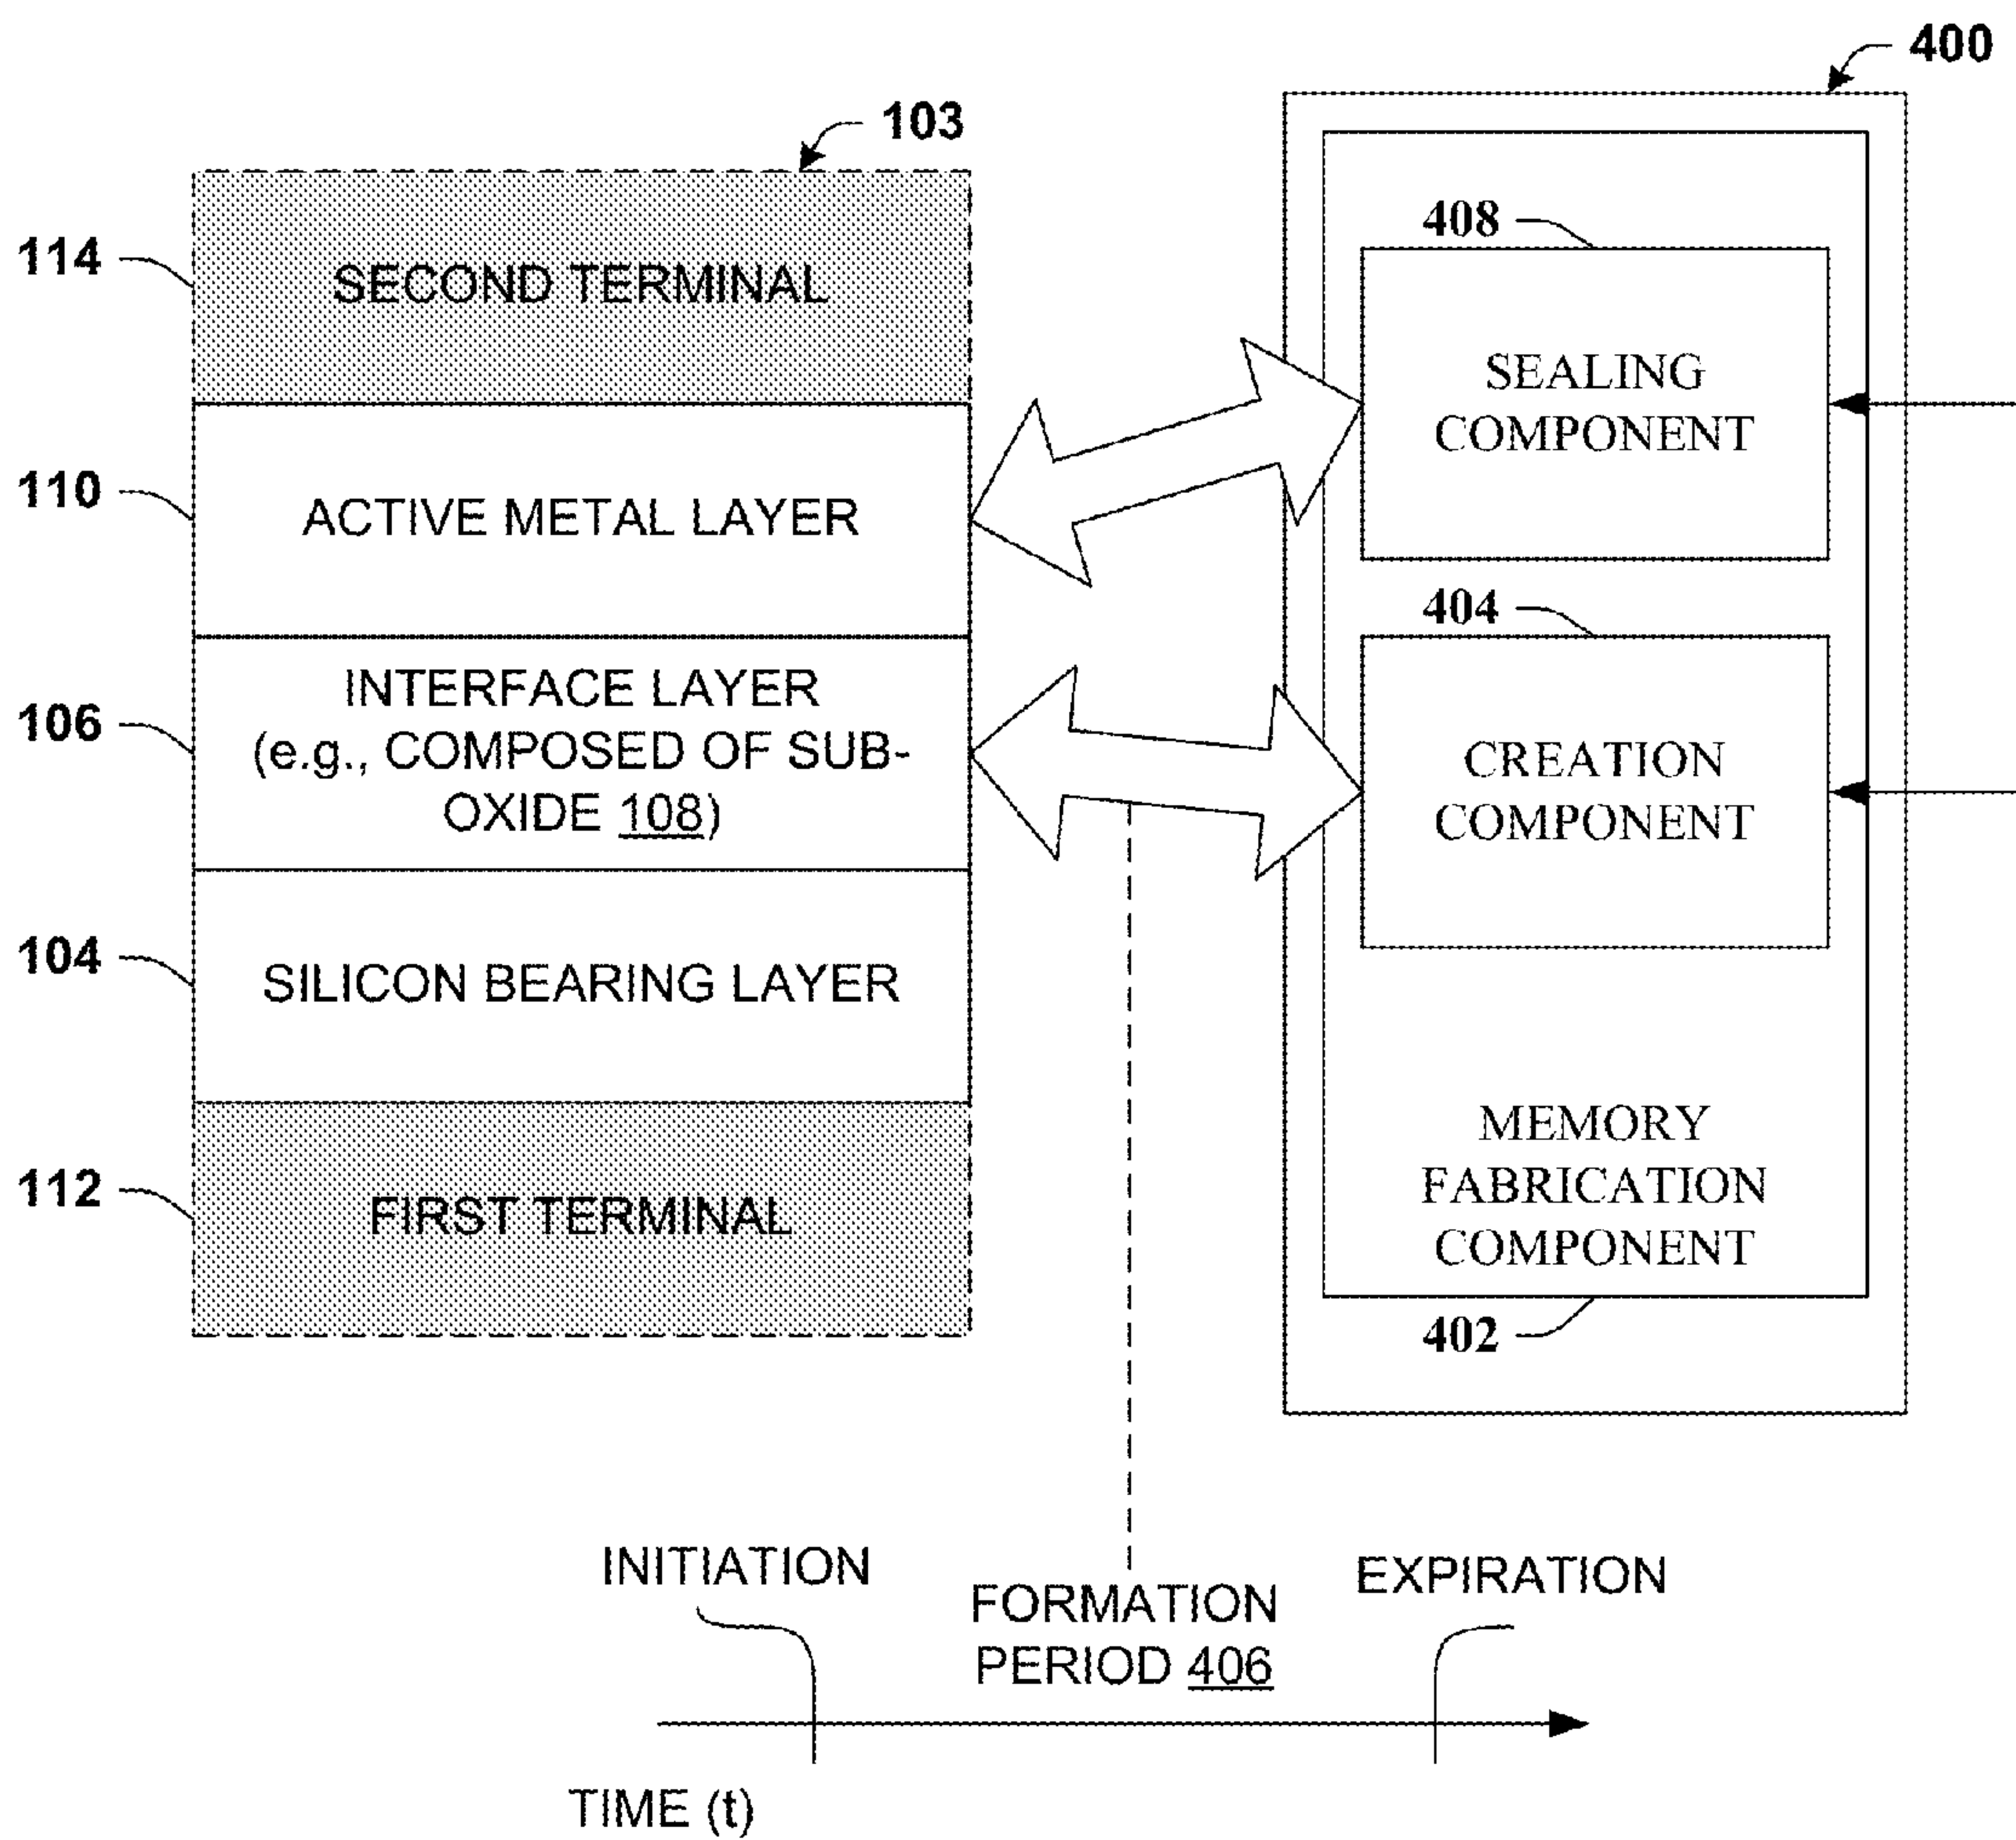 400
103
408
114
SECOND TERMINAL
SEALING
COMPONENT
110
ACTIVE METAL LAYER
404
106
INTERFACE LAYER
(e.g., COMPOSED OF SUB-
OXIDE 108)
CREATION
COMPONENT
104
SILICON BEARING LAYER
MEMORY
FABRICATION
COMPONENT
112
FIRST TERMINAL
402
INITIATION
FORMATION
PERIOD 406
EXPIRATION
TIME (t)